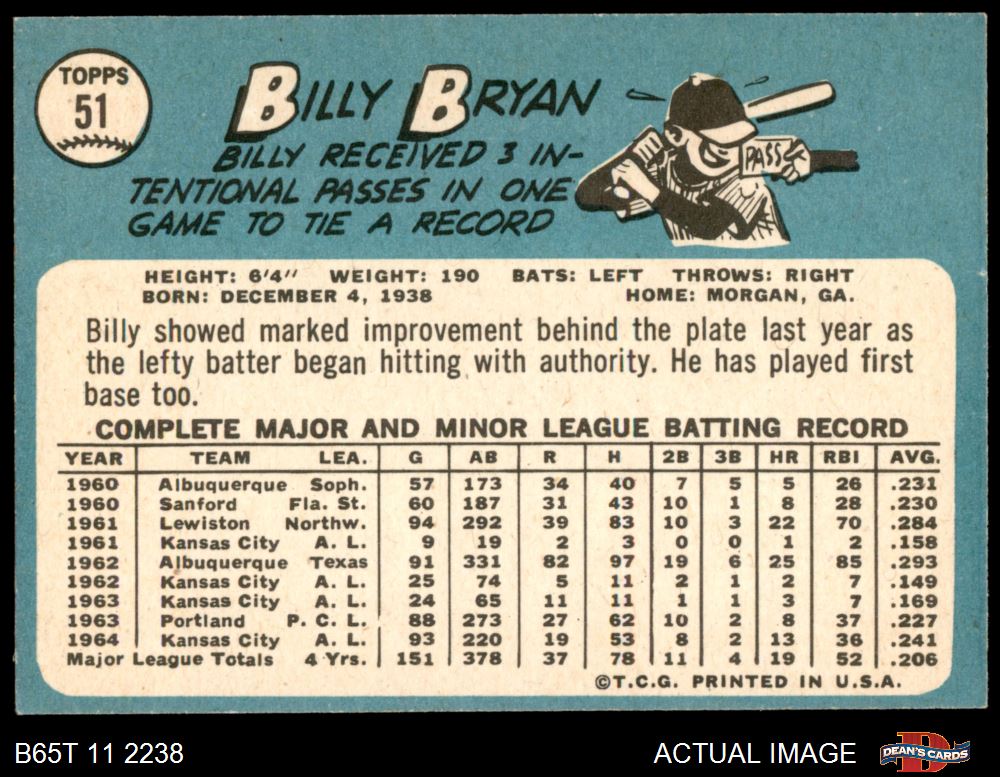 TOPPS
51
BILLY BRYAN
BILLY RECEIVED 3 IN-
TENTIONAL PASSES IN ONE
GAME TO TIE A RECORD
PASS
HEIGHT: 6'4" WEIGHT: 190 BATS: LEFT THROWS: RIGHT
BORN: DECEMBER 4, 1938 HOME: MORGAN, GA.
Billy showed marked improvement behind the plate last year as
the lefty batter began hitting with authority. He has played first
base too.
COMPLETE MAJOR AND MINOR LEAGUE BATTING RECORD
YEAR TEAM LEA. G AB R H 2B 3B HR RBI AVG.
1960 Albuquerque Soph. 57 173 34 40 7 5 5 26 .231
1960 Sanford Fla. St. 60 187 31 43 10 1 8 28 .230
1961 Lewiston Northw. 94 292 39 83 10 3 22 70 .284
1961 Kansas City A. L. 9 19 2 3 0 0 1 2 .158
1962 Albuquerque Texas 91 331 82 97 19 6 25 85 .293
1962 Kansas City A. L. 25 74 5 11 2 1 2 7 .149
1963 Kansas City A. L. 24 65 11 11 1 1 3 7 .169
1963 Portland P. C. L. 88 273 27 62 10 2 8 37 .227
1964 Kansas City A. L. 93 220 19 53 8 2 13 36 .241
Major League Totals 4 Yrs. 151 378 37 78 11 4 19 52 .206
©T.C.G. PRINTED IN U.S.A.
B65T 11 2238 ACTUAL IMAGE
D
DEAN'S CARDS